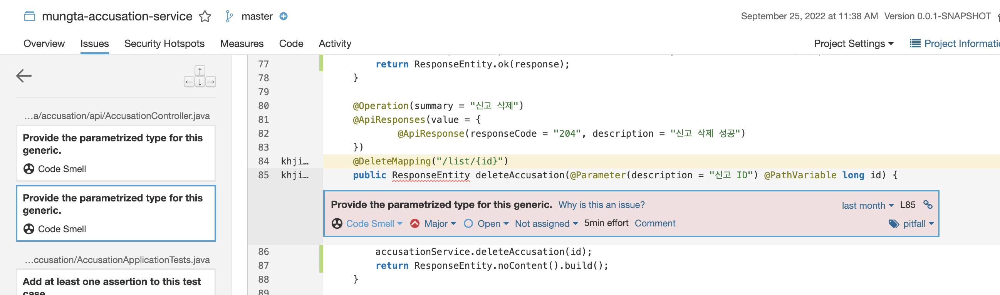 mungta-accusation-service master
September 25, 2022 at 11:38 AM Version 0.0.1-SNAPSHOT
Overview Issues Security Hotspots Measures Code Activity
Project Settings Project Informati
…a/accusation/api/AccusationController.java
Provide the parametrized type for this
generic.
Code Smell
Provide the parametrized type for this
generic.
Code Smell
…ccusation/AccusationApplicationTests.java
Add at least one assertion to this test
case
77 return ResponseEntity.ok(response);
78 }
79
80 @Operation(summary = "신고 삭제")
81 @ApiResponses(value = {
82 @ApiResponse(responseCode = "204", description = "신고 삭제 성공")
83 })
84 khji… @DeleteMapping("/list/{id}")
85 khji… public ResponseEntity deleteAccusation(@Parameter(description = "신고 ID") @PathVariable long id) {
Provide the parametrized type for this generic. Why is this an issue? last month L85
Code Smell Major Open Not assigned 5min effort Comment pitfall
86 accusationService.deleteAccusation(id);
87 return ResponseEntity.noContent().build();
88 }
89